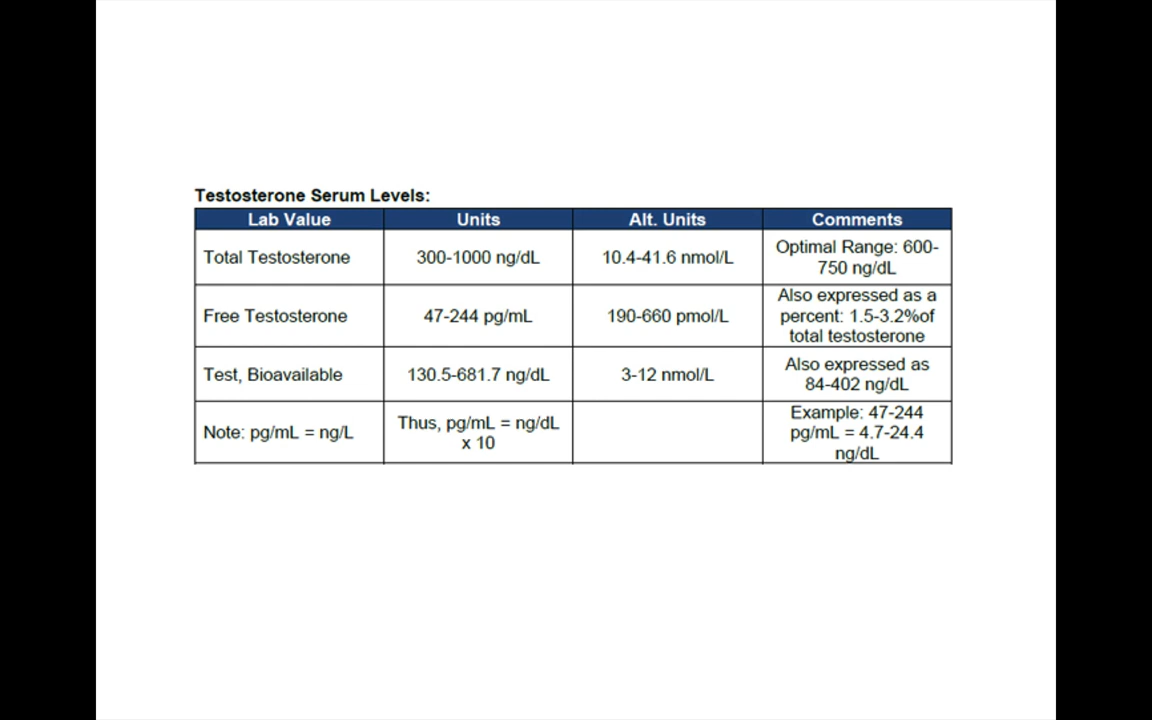 Testosterone Serum Levels:
Lab Value Units Alt. Units Comments
Total Testosterone 300-1000 ng/dL 10.4-41.6 nmol/L Optimal Range: 600-
750 ng/dL
Free Testosterone 47-244 pg/mL 190-660 pmol/L Also expressed as a
percent: 1.5-3.2%of
total testosterone
Test, Bioavailable 130.5-681.7 ng/dL 3-12 nmol/L Also expressed as
84-402 ng/dL
Note: pg/mL = ng/L Thus, pg/mL = ng/dL
x 10
Example: 47-244
pg/mL = 4.7-24.4
ng/dL